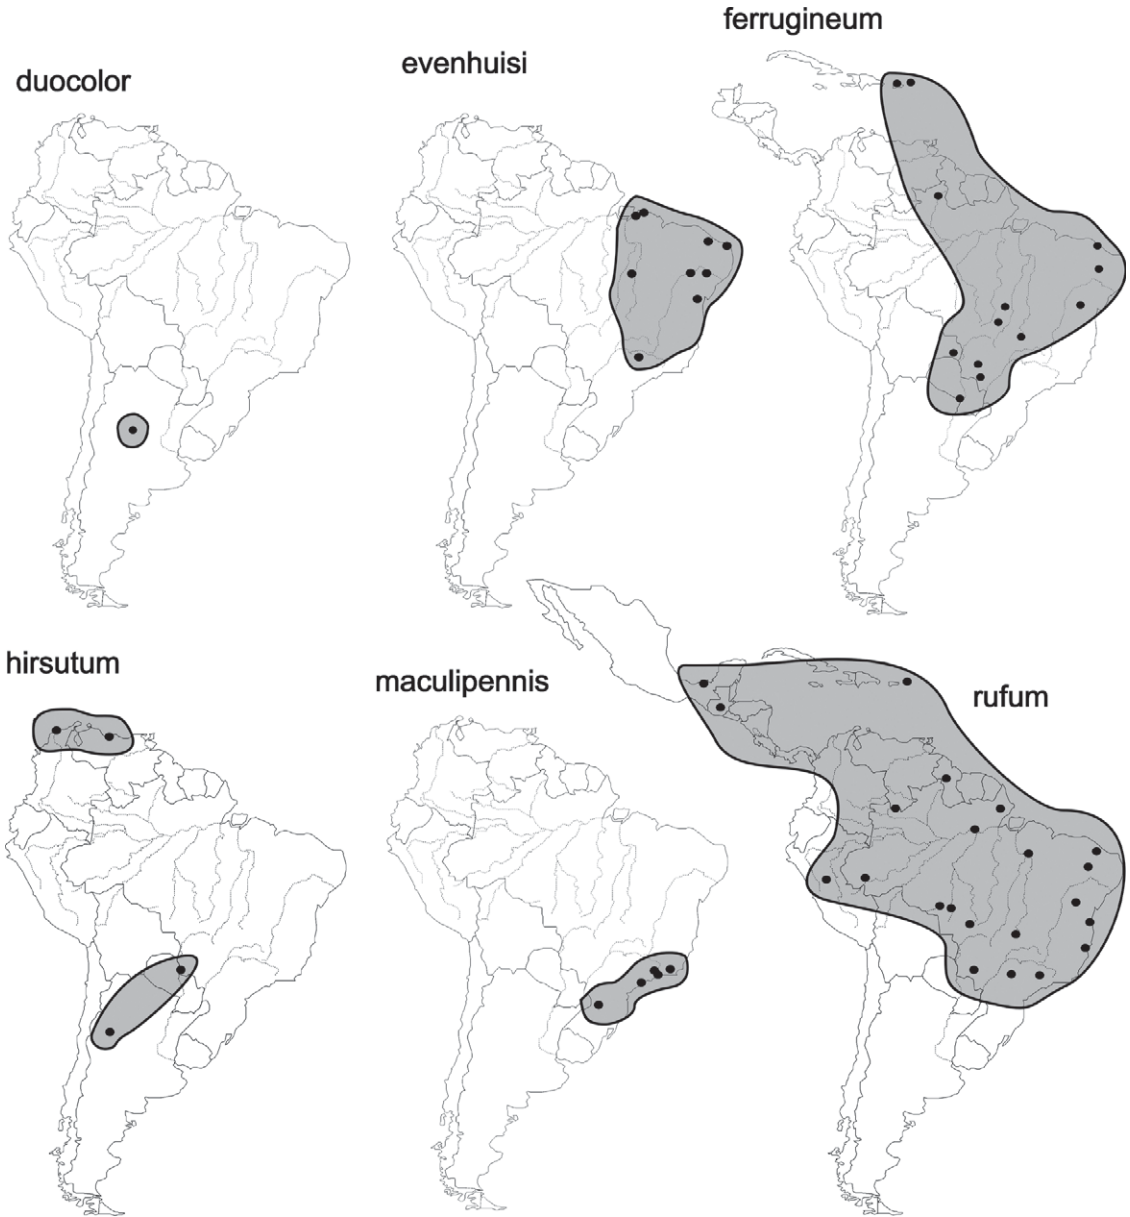 ferrugineum
evenhuisi
duocolor
hirsutum
maculipennis
rufum